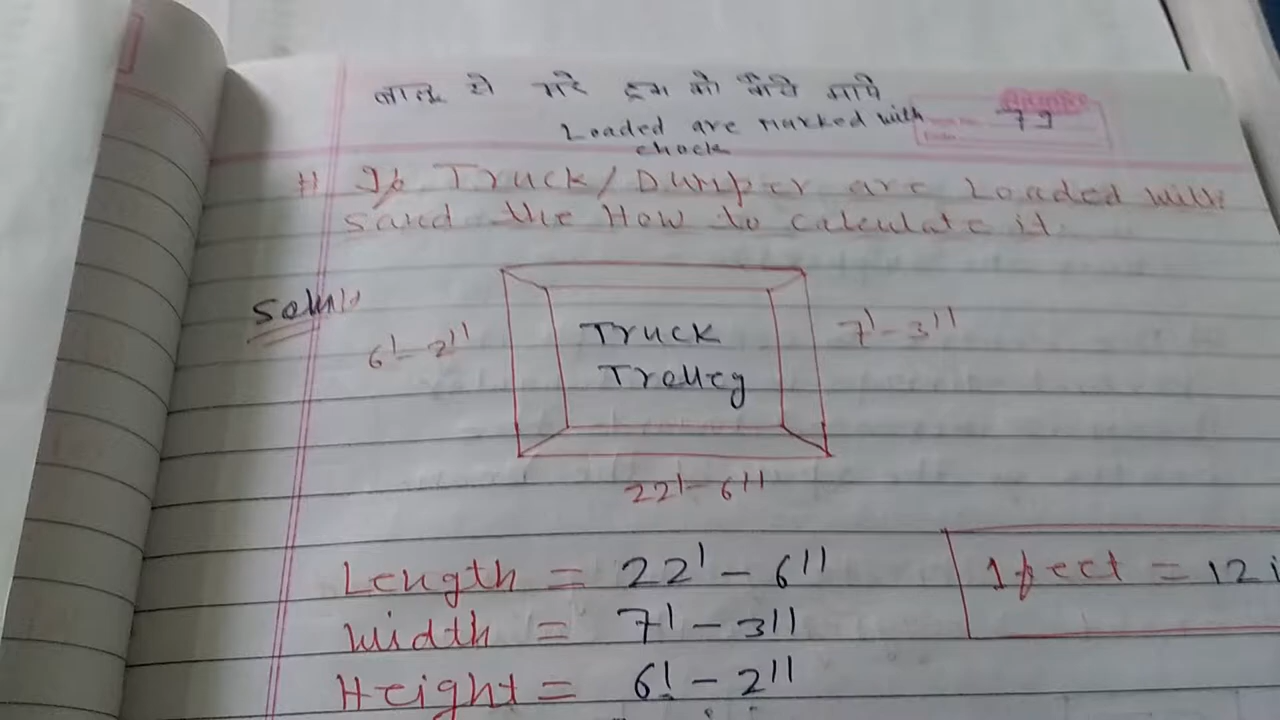 बालू से भरे ट्रक को कैसे मापे
79
Loaded are marked with
chock
# If Truck/Dumper are Loaded with
sand the How to calculate it.
Soln:
6'-2"
Truck
Trolley
7'-3"
22'-6"
Length = 22'-6"
Width = 7'-3"
Height = 6'-2"
1 feet = 12 i